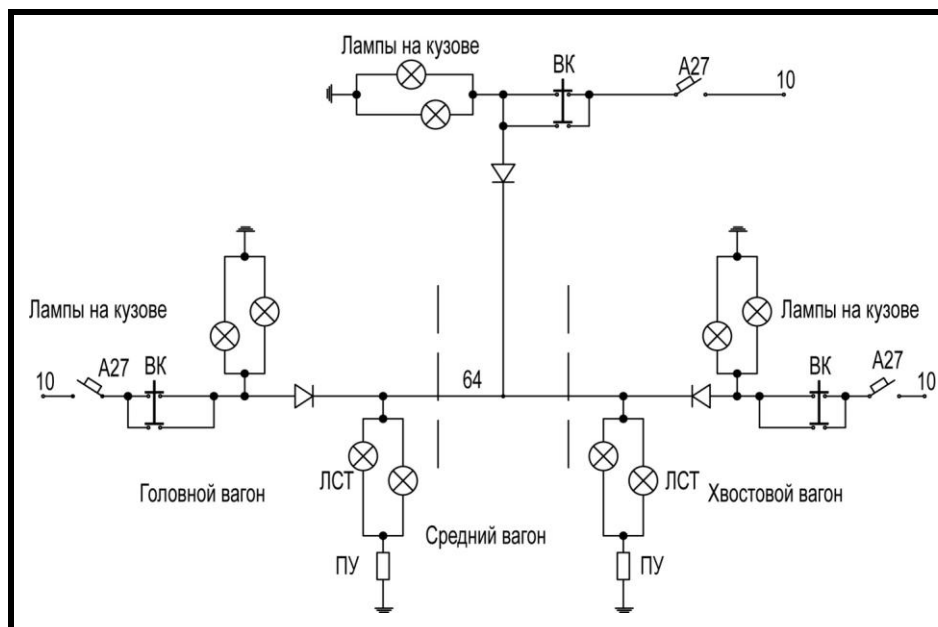 Лампы на кузове
ВК
А27
10
Лампы на кузове
Лампы на кузове
10
А27
ВК
64
ВК
А27
10
Головной вагон
ЛСТ
Средний вагон
ЛСТ
Хвостовой вагон
ПУ
ПУ